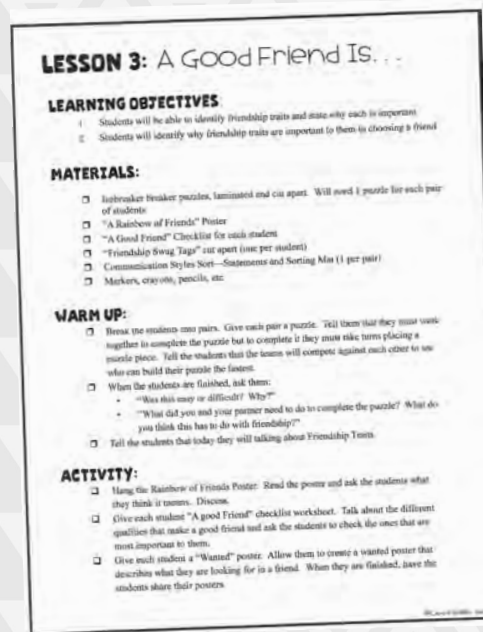 LESSON 3: A Good Friend Is. . .
LEARNING OBJECTIVES
1 Students will be able to identify friendship traits and state why each is important
2 Students will identify why friendship traits are important to them in choosing a friend
MATERIALS:
Icebreaker breaker puzzles, laminated and cut apart. Will need 1 puzzle for each pair
of students
"A Rainbow of Friends" Poster
"A Good Friend" Checklist for each student
"Friendship Swag Tags" cut apart (one per student)
Communication Styles Sort—Statements and Sorting Mat (1 per pair)
Markers, crayons, pencils, etc
WARM UP:
Break the students into pairs. Give each pair a puzzle. Tell them that they must work
together to complete the puzzle but to complete it they must take turns placing a
puzzle piece. Tell the students that the teams will compete against each other to see
who can build their puzzle the fastest.
When the students are finished, ask them:
• "Was this easy or difficult? Why?"
• "What did you and your partner need to do to complete the puzzle? What do
you think this has to do with friendship?"
Tell the students that today they will talking about Friendship Team.
ACTIVITY:
Hang the Rainbow of Friends Poster. Read the poster and ask the students what
they think it means. Discuss.
Give each student "A good Friend" checklist worksheet. Talk about the different
qualities that make a good friend and ask the students to check the ones that are
most important to them.
Give each student a "Wanted" poster. Allow them to create a wanted poster that
describes what they are looking for in a friend. When they are finished, have the
students share their posters.